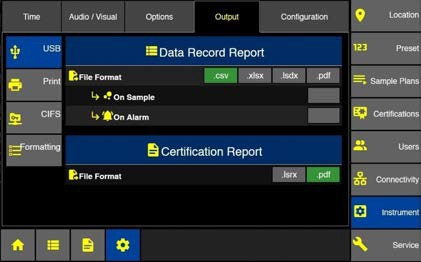 Time
Audio / Visual
Options
Output
Configuration
USB
Print
CIFS
Formatting
Data Record Report
File Format
.csv
.xlsx
.lsdx
.pdf
On Sample
On Alarm
Certification Report
File Format
.lsrx
.pdf
Location
123 Preset
Sample Plans
Certifications
Users
Connectivity
Instrument
Service